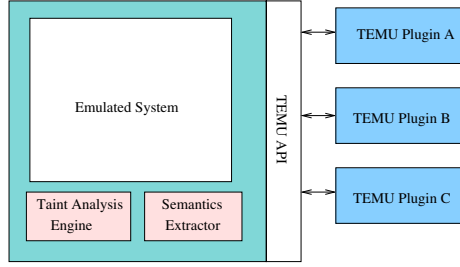 Emulated System
Taint Analysis
Engine
Semantics
Extractor
TEMU API
TEMU Plugin A
TEMU Plugin B
TEMU Plugin C